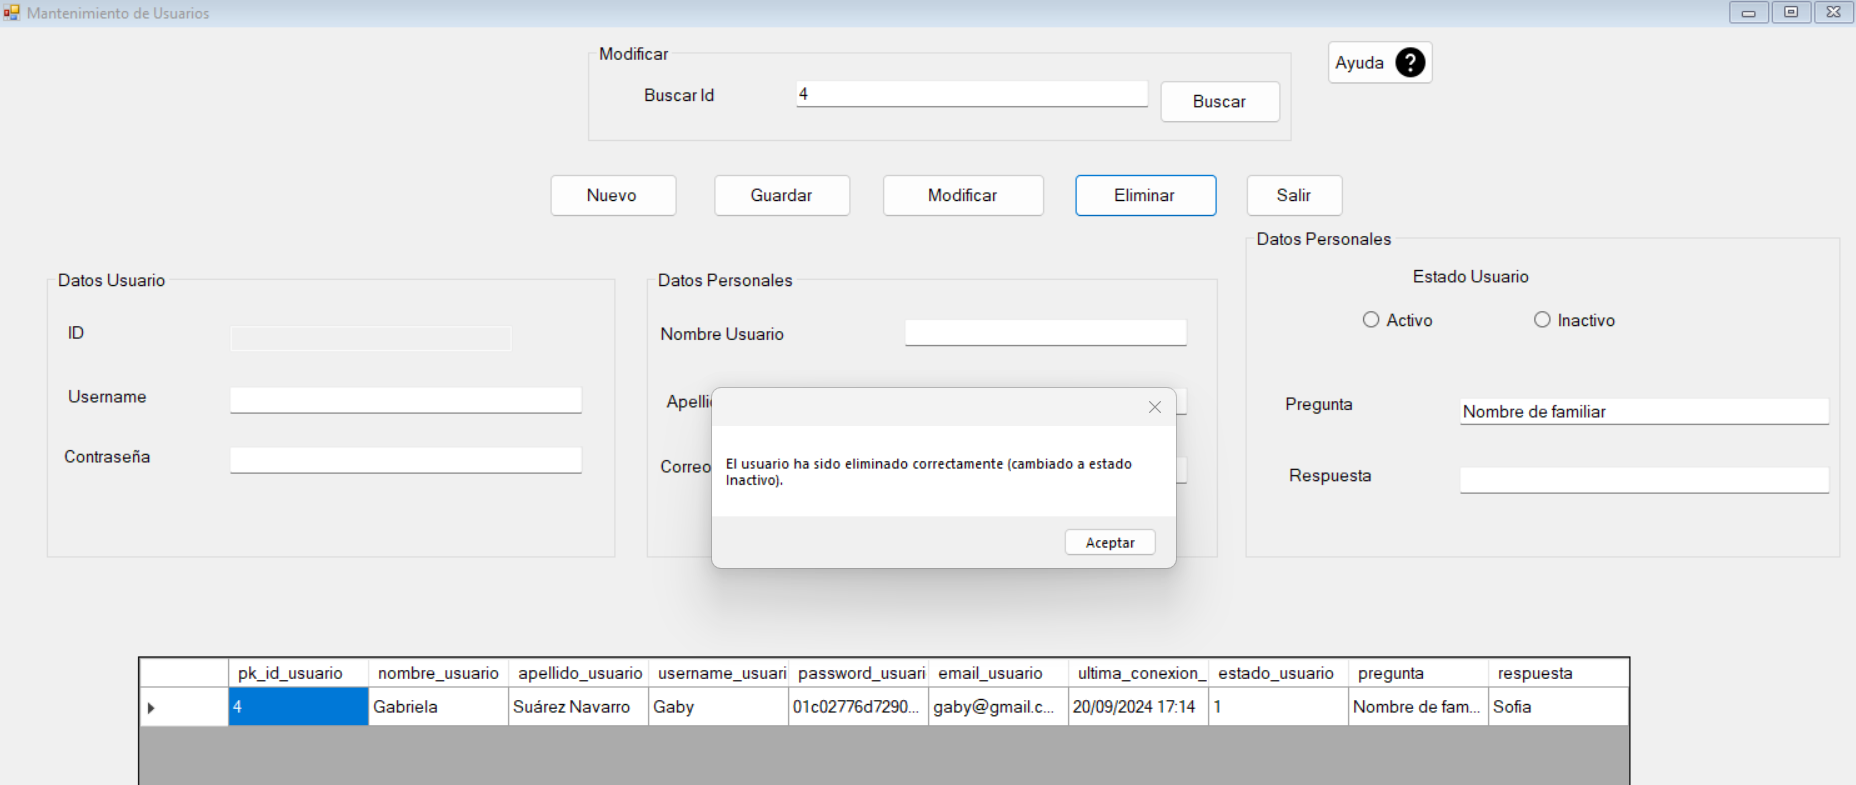 Mantenimiento de Usuarios
Modificar
Buscar Id
4
Buscar
Ayuda
Nuevo
Guardar
Modificar
Eliminar
Salir
Datos Usuario
ID
Username
Contraseña
Datos Personales
Nombre Usuario
Apelli
Correo
Datos Personales
Estado Usuario
Activo
Inactivo
Pregunta
Nombre de familiar
Respuesta
El usuario ha sido eliminado correctamente (cambiado a estado
Inactivo).
Aceptar
pk_id_usuario nombre_usuario apellido_usuario username_usuari password_usuari email_usuario ultima_conexion_ estado_usuario pregunta respuesta
4 Gabriela Suárez Navarro Gaby 01c02776d7290... gaby@gmail.c... 20/09/2024 17:14 1 Nombre de fam... Sofia